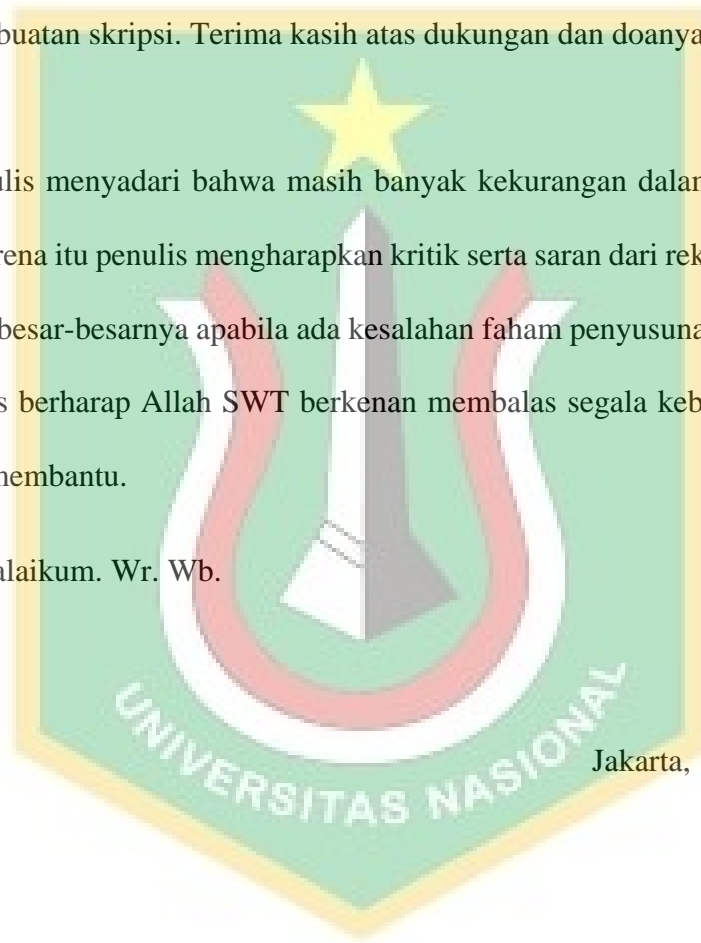 buatan skripsi. Terima kasih atas dukungan dan doanya
ulis menyadari bahwa masih banyak kekurangan dalam
rena itu penulis mengharapkan kritik serta saran dari rek
besar-besarnya apabila ada kesalahan faham penyusuna
s berharap Allah SWT berkenan membalas segala keb
membantu.
alaikum. Wr. Wb.
Jakarta,
UNIVERSITAS NASIONAL